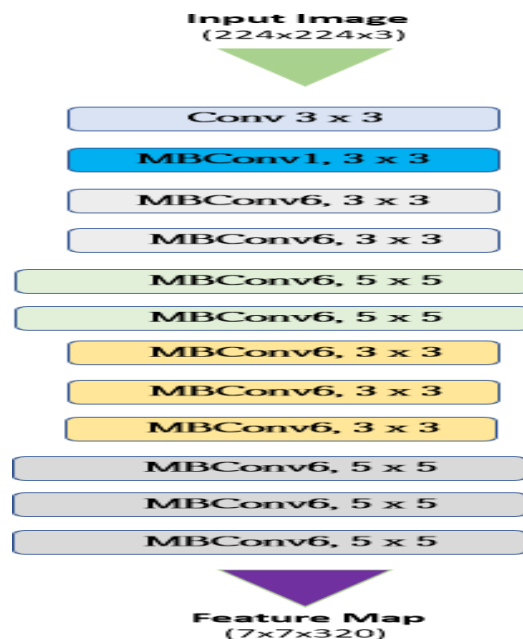 Input Image
(224x224x3)
Conv 3 x 3
MBConv1, 3 x 3
MBConv6, 3 x 3
MBConv6, 3 x 3
MBConv6, 5 x 5
MBConv6, 5 x 5
MBConv6, 3 x 3
MBConv6, 3 x 3
MBConv6, 3 x 3
MBConv6, 5 x 5
MBConv6, 5 x 5
MBConv6, 5 x 5
Feature Map
(7x7x320)